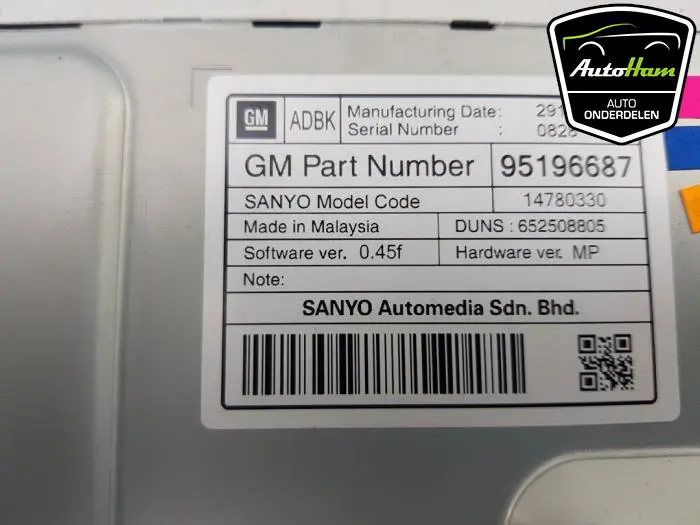 AutoHam
AUTO
ONDERDELEN
GM
ADBK
Manufacturing Date:
Serial Number :
GM Part Number
95196687
SANYO Model Code
14780330
Made in Malaysia
DUNS : 652508805
Software ver. 0.45f
Hardware ver. MP
Note:
SANYO Automedia Sdn. Bhd.